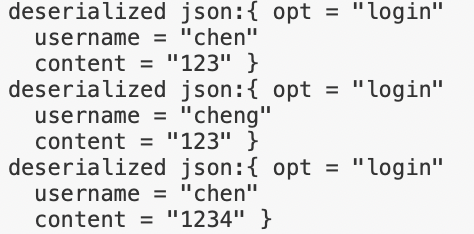 deserialized json:{ opt = "login"
  username = "chen"
  content = "123" }
deserialized json:{ opt = "login"
  username = "cheng"
  content = "123" }
deserialized json:{ opt = "login"
  username = "chen"
  content = "1234" }